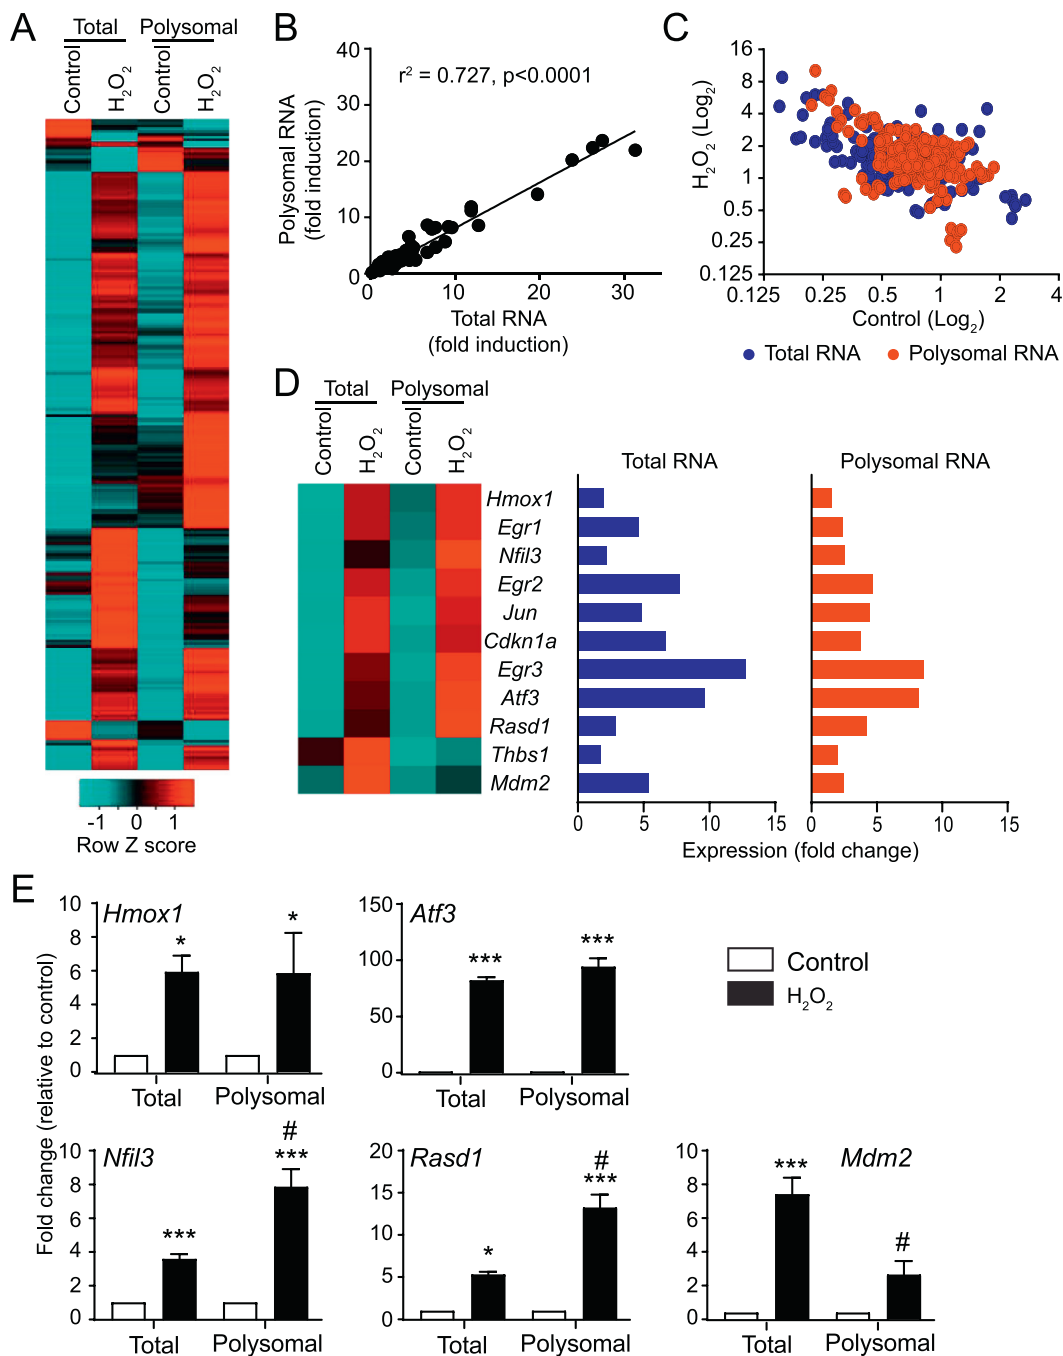 A
Total Polysomal
Control H₂O₂ Control H₂O₂
-1 0 1
Row Z score
B
r² = 0.727, p<0.0001
Polysomal RNA
(fold induction)
40
30
20
10
0
0 10 20 30
Total RNA
(fold induction)
C
H₂O₂ (Log₂)
16
8
4
2
1
0.5
0.25
0.125
0.125 0.25 0.5 1 2 4
Control (Log₂)
Total RNA Polysomal RNA
D
Total Polysomal
Control H₂O₂ Control H₂O₂
Total RNA Polysomal RNA
Hmox1
Egr1
Nfil3
Egr2
Jun
Cdkn1a
Egr3
Atf3
Rasd1
Thbs1
Mdm2
0 5 10 15 0 5 10 15
Expression (fold change)
E
Fold change (relative to control)
Hmox1
10
8
6
4
2
0
* *
Total Polysomal
Atf3
150
100
50
0
*** ***
Total Polysomal
Control
H₂O₂
Nfil3
10
8
6
4
2
0
#
*** ***
Total Polysomal
Rasd1
20
15
10
5
0
#
* ***
Total Polysomal
Mdm2
10
8
6
4
2
0
*** #
Total Polysomal